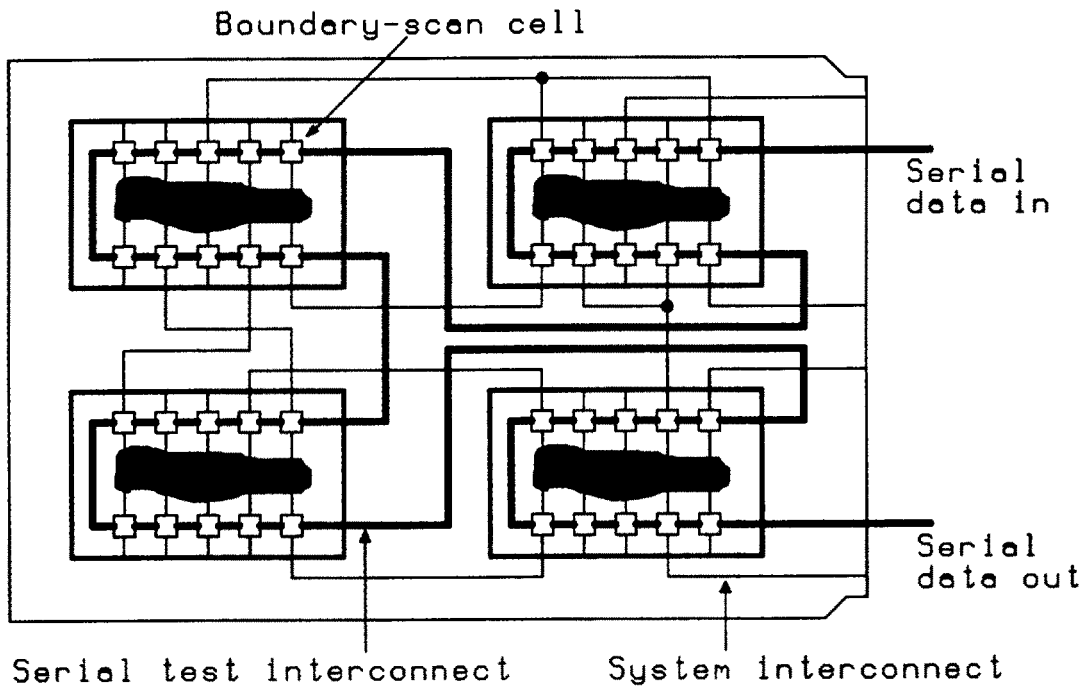 Boundary-scan cell
Serial
data in
Serial
data out
Serial test interconnect
System interconnect